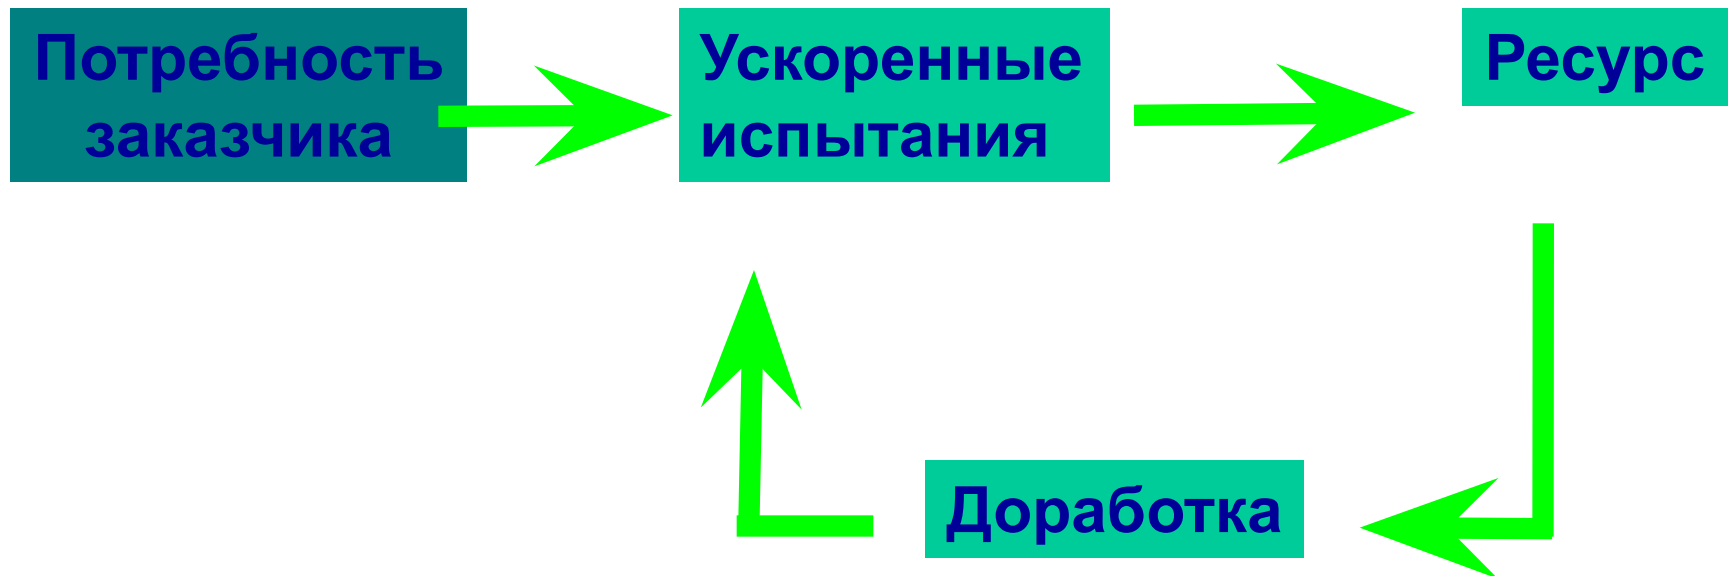 Потребность
заказчика
Ускоренные
испытания
Ресурс
Доработка